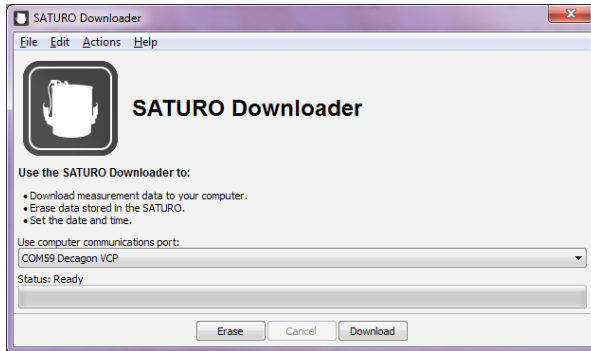 SATURO Downloader
File Edit Actions Help
SATURO Downloader
Use the SATURO Downloader to:
• Download measurement data to your computer.
• Erase data stored in the SATURO.
• Set the date and time.
Use computer communications port:
COM59 Decagon VCP
Status: Ready
Erase Cancel Download